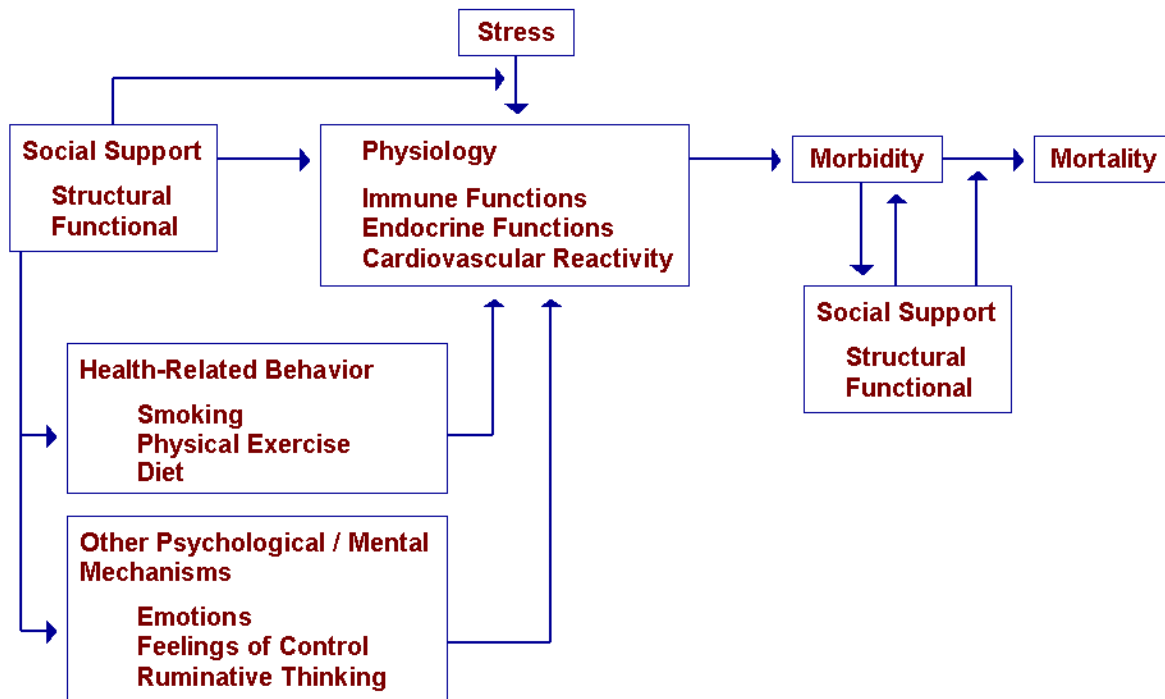 Stress
Social Support
Structural
Functional
Physiology
Immune Functions
Endocrine Functions
Cardiovascular Reactivity
Morbidity
Mortality
Social Support
Structural
Functional
Health-Related Behavior
Smoking
Physical Exercise
Diet
Other Psychological / Mental
Mechanisms
Emotions
Feelings of Control
Ruminative Thinking